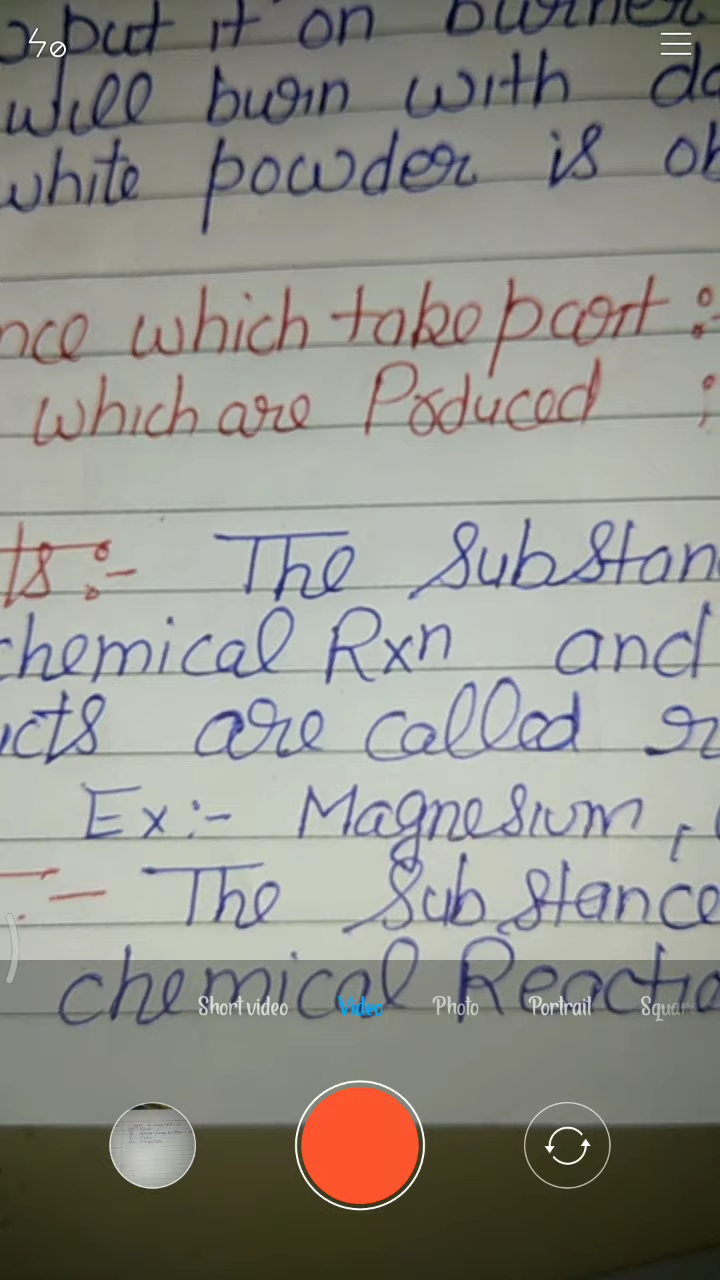 put it on burner
will burn with
white powder is
nce which take part :
which are Poduced :
ts:- The Substan
chemical Rxn and
cts are called
Ex:- Magnesium,
:- The Substance
chemical Reactio
Short video Video Photo Portrait Squar